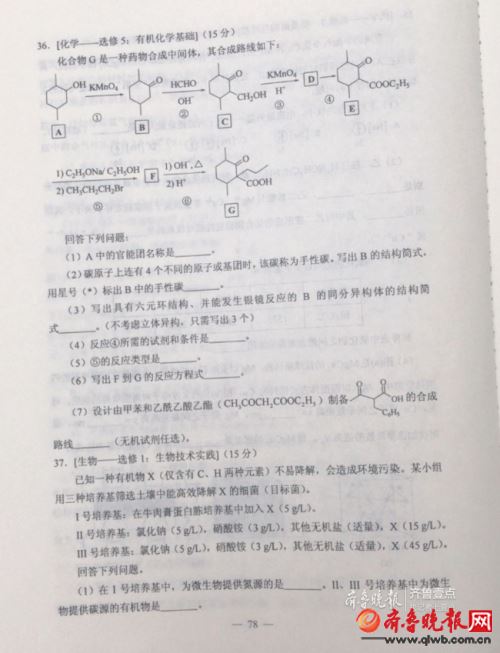 36. [化学——选修5：有机化学基础]（15分）
化合物G是一种药物合成中间体，其合成路线如下：
OH KMnO₄ ① O HCHO OH⁻ ② O CH₂OH KMnO₄ H⁺ ③ D ④ O COOC₂H₅
A B C E
1) C₂H₅ONa/ C₂H₅OH
2) CH₃CH₂CH₂Br
⑤
F
1) OH⁻,△
2) H⁺
⑥
O COOH
G
回答下列问题：
（1）A中的官能团名称是______。
（2）碳原子上连有4个不同的原子或基团时，该碳称为手性碳。写出B的结构简式，
用星号（*）标出B中的手性碳______。
（3）写出具有六元环结构、并能发生银镜反应的B的同分异构体的结构简
式______。（不考虑立体异构，只需写出3个）
（4）反应④所需的试剂和条件是______。
（5）⑤的反应类型是______。
（6）写出F到G的反应方程式______。
（7）设计由甲苯和乙酰乙酸乙酯（CH₃COCH₂COOC₂H₅）制备 O O OH C₆H₅ 的合成
路线______（无机试剂任选）。
37. [生物——选修1：生物技术实践]（15分）
已知一种有机物X（仅含有C、H两种元素）不易降解，会造成环境污染。某小组
用三种培养基筛选土壤中能高效降解X的细菌（目标菌）。
Ⅰ号培养基：在牛肉膏蛋白胨培养基中加入X（5 g/L）。
Ⅱ号培养基：氯化钠（5 g/L），硝酸铵（3 g/L），其他无机盐（适量），X（15 g/L）。
Ⅲ号培养基：氯化钠（5 g/L），硝酸铵（3 g/L），其他无机盐（适量），X（45 g/L）。
回答下列问题。
（1）在Ⅰ号培养基中，为微生物提供氮源的是______。Ⅱ、Ⅲ号培养基中为微生
物提供碳源的有机物是______。
— 78 —
齐鲁晚报 齐鲁壹点
齐鲁晚报网
www.qlwb.com.cn